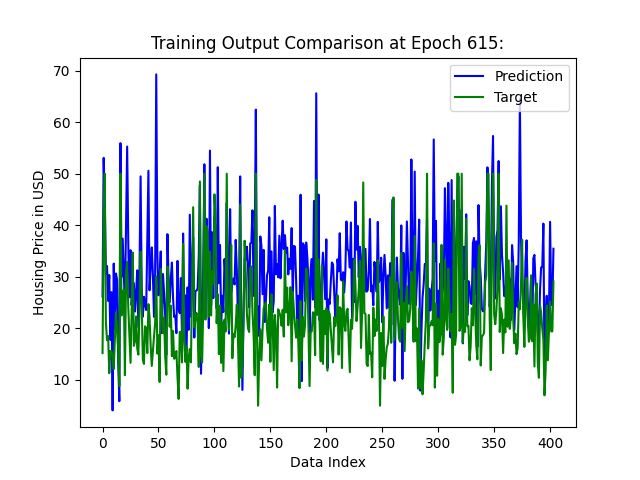 Training Output Comparison at Epoch 615:
Prediction
Target
Housing Price in USD
70
60
50
40
30
20
10
0 50 100 150 200 250 300 350 400
Data Index